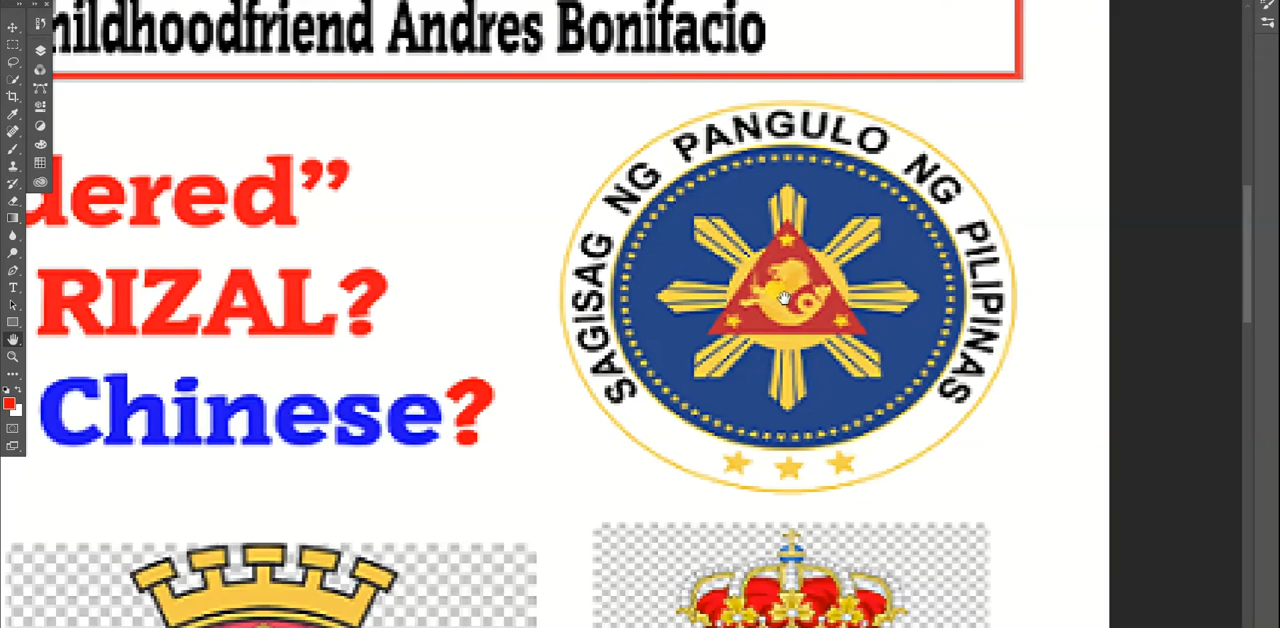 hildhoodfriend Andres Bonifacio
dered”
RIZAL?
Chinese?
SAGISAG NG PANGULO NG PILIPINAS